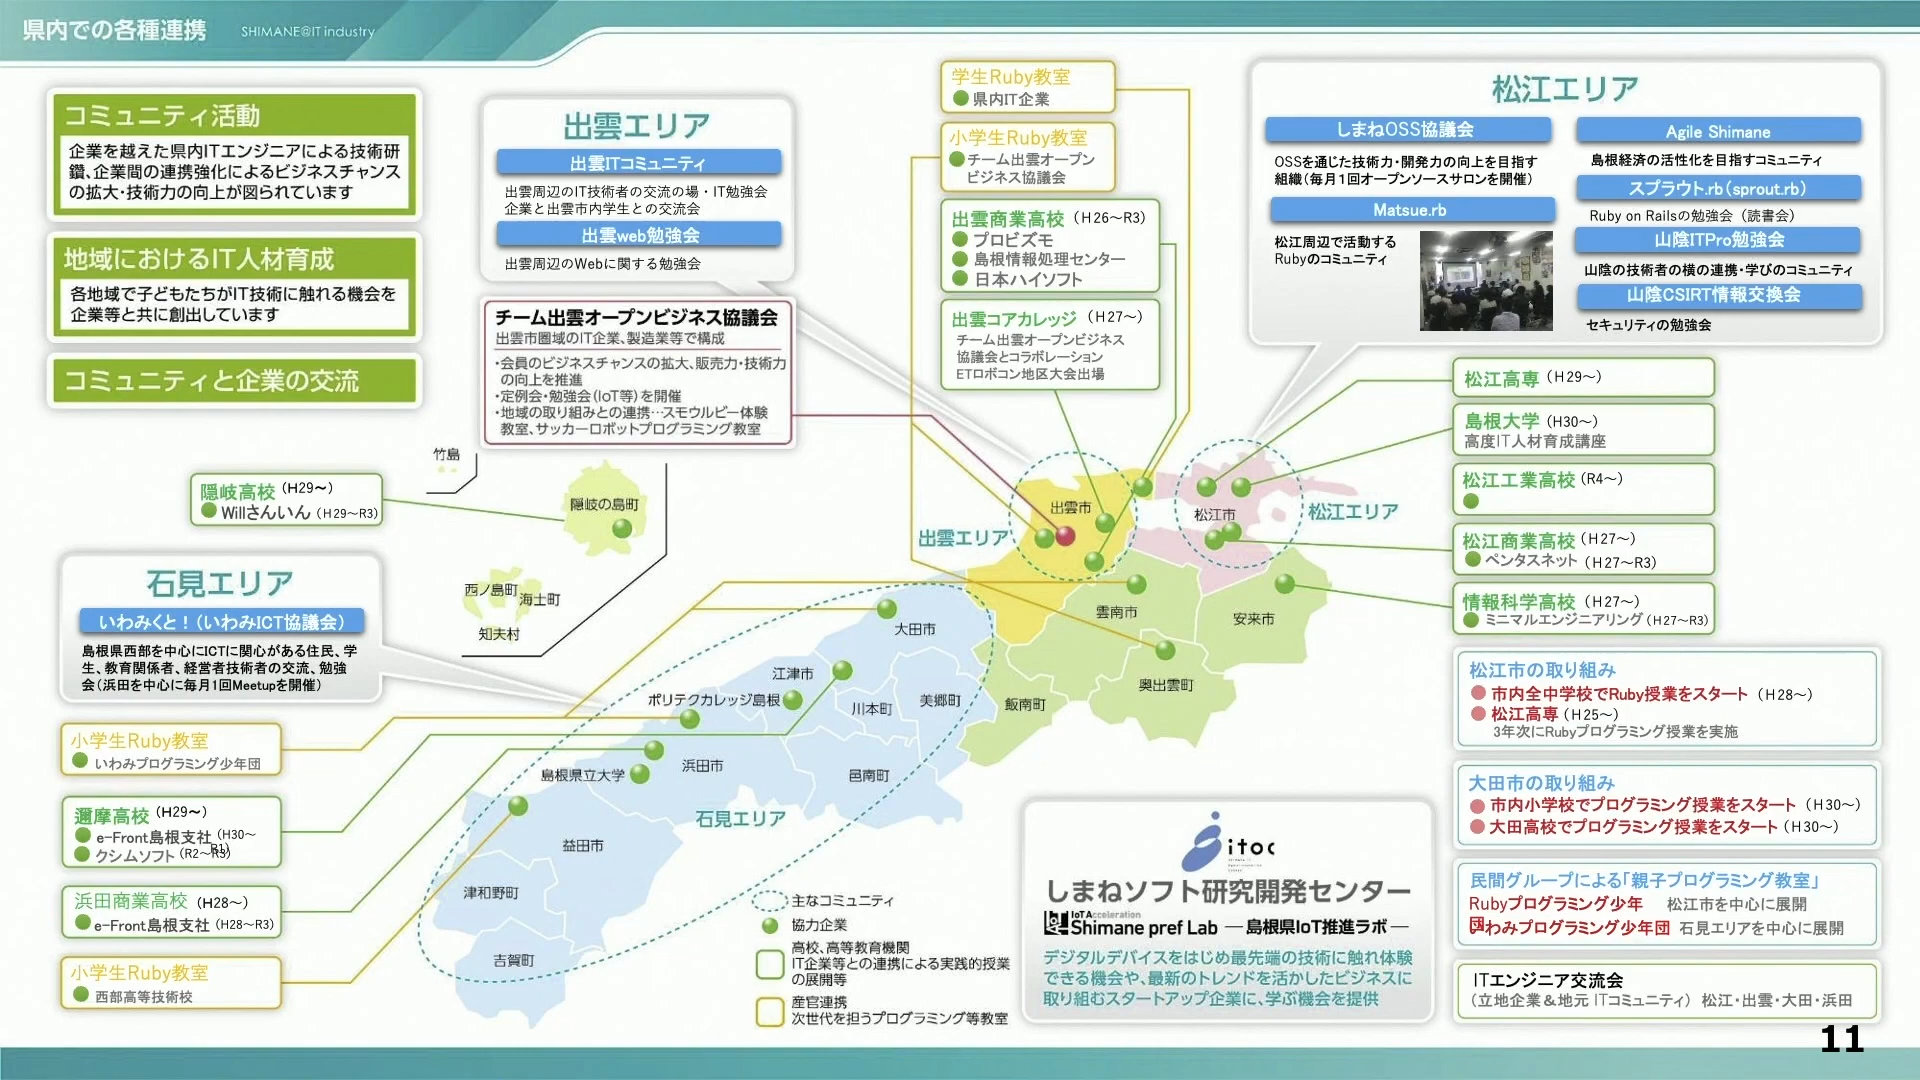 県内での各種連携
SHIMANE@IT industry
コミュニティ活動
企業を越えた県内ITエンジニアによる技術研
鑽、企業間の連携強化によるビジネスチャンス
の拡大・技術力の向上が図られています
地域におけるIT人材育成
各地域で子どもたちがIT技術に触れる機会を
企業等と共に創出しています
コミュニティと企業の交流
出雲エリア
出雲ITコミュニティ
出雲周辺のIT技術者の交流の場・IT勉強会
企業と出雲市内学生との交流会
出雲web勉強会
出雲周辺のWebに関する勉強会
チーム出雲オープンビジネス協議会
出雲市圏域のIT企業、製造業等で構成
・会員のビジネスチャンスの拡大、販売力・技術力
の向上を推進
・定例会・勉強会(IoT等)を開催
・地域の取り組みとの連携…スモウルビー体験
教室、サッカーロボットプログラミング教室
学生Ruby教室
県内IT企業
小学生Ruby教室
チーム出雲オープン
ビジネス協議会
出雲商業高校 (H26〜R3)
プロビズモ
島根情報処理センター
日本ハイソフト
出雲コアカレッジ (H27〜)
チーム出雲オープンビジネス
協議会とコラボレーション
ETロボコン地区大会出場
松江エリア
しまねOSS協議会
OSSを通じた技術力・開発力の向上を目指す
組織(毎月1回オープンソースサロンを開催)
Matsue.rb
松江周辺で活動する
Rubyのコミュニティ
Agile Shimane
島根経済の活性化を目指すコミュニティ
スプラウト.rb(sprout.rb)
Ruby on Railsの勉強会（読書会）
山陰ITPro勉強会
山陰の技術者の横の連携・学びのコミュニティ
山陰CSIRT情報交換会
セキュリティの勉強会
松江高専 (H29〜)
島根大学 (H30〜)
高度IT人材育成講座
松江工業高校 (R4〜)
松江商業高校 (H27〜)
ペンタスネット (H27〜R3)
情報科学高校 (H27〜)
ミニマルエンジニアリング (H27〜R3)
松江市の取り組み
市内全中学校でRuby授業をスタート (H28〜)
松江高専 (H25〜)
3年次にRubyプログラミング授業を実施
大田市の取り組み
市内小学校でプログラミング授業をスタート (H30〜)
大田高校でプログラミング授業をスタート (H30〜)
民間グループによる「親子プログラミング教室」
Rubyプログラミング少年団 松江市を中心に展開
いわみプログラミング少年団 石見エリアを中心に展開
ITエンジニア交流会
(立地企業＆地元 ITコミュニティ) 松江・出雲・大田・浜田
竹島
隠岐高校 (H29〜)
Willさんいん (H29〜R3)
隠岐の島町
西ノ島町
海士町
知夫村
出雲市
出雲エリア
松江市
松江エリア
雲南市
安来市
奥出雲町
飯南町
大田市
江津市
ポリテクカレッジ島根
川本町
美郷町
島根県立大学
浜田市
邑南町
石見エリア
益田市
津和野町
吉賀町
石見エリア
いわみくと！(いわみICT協議会)
島根県西部を中心にICTに関心がある住民、学
生、教育関係者、経営者技術者の交流、勉強
会(浜田を中心に毎月1回Meetupを開催)
小学生Ruby教室
いわみプログラミング少年団
邇摩高校 (H29〜)
e-Front島根支社 (H30〜R1)
クシムソフト (R2〜R3)
浜田商業高校 (H28〜)
e-Front島根支社 (H28〜R3)
小学生Ruby教室
西部高等技術校
主なコミュニティ
協力企業
高校、高等教育機関
IT企業等との連携による実践的授業
の展開等
産官連携
次世代を担うプログラミング等教室
itoc
しまねソフト研究開発センター
IoT Acceleration
Shimane pref Lab ―島根県IoT推進ラボ―
デジタルデバイスをはじめ最先端の技術に触れ体験
できる機会や、最新のトレンドを活かしたビジネスに
取り組むスタートアップ企業に、学ぶ機会を提供
11